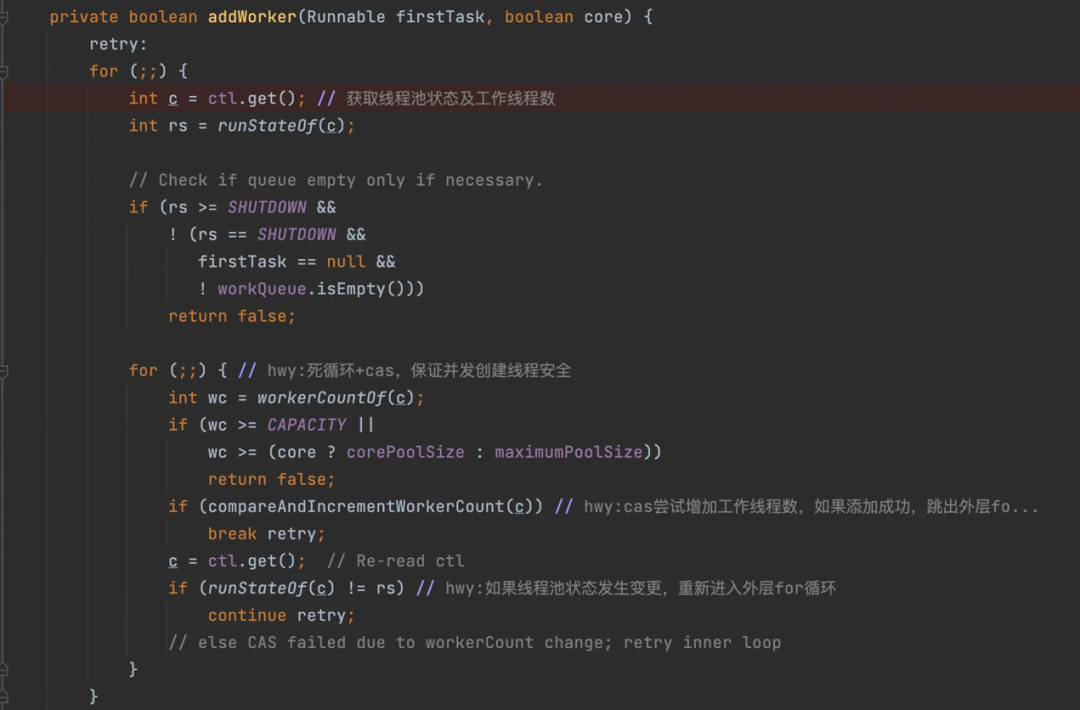 private boolean addWorker(Runnable firstTask, boolean core) {
retry:
for (;;) {
int c = ctl.get(); // 获取线程池状态及工作线程数
int rs = runStateOf(c);
// Check if queue empty only if necessary.
if (rs >= SHUTDOWN &&
! (rs == SHUTDOWN &&
firstTask == null &&
! workQueue.isEmpty()))
return false;
for (;;) { // hwy:死循环+cas，保证并发创建线程安全
int wc = workerCountOf(c);
if (wc >= CAPACITY ||
wc >= (core ? corePoolSize : maximumPoolSize))
return false;
if (compareAndIncrementWorkerCount(c)) // hwy:cas尝试增加工作线程数，如果添加成功，跳出外层fo...
break retry;
c = ctl.get();  // Re-read ctl
if (runStateOf(c) != rs) // hwy:如果线程池状态发生变更，重新进入外层for循环
continue retry;
// else CAS failed due to workerCount change; retry inner loop
}
}